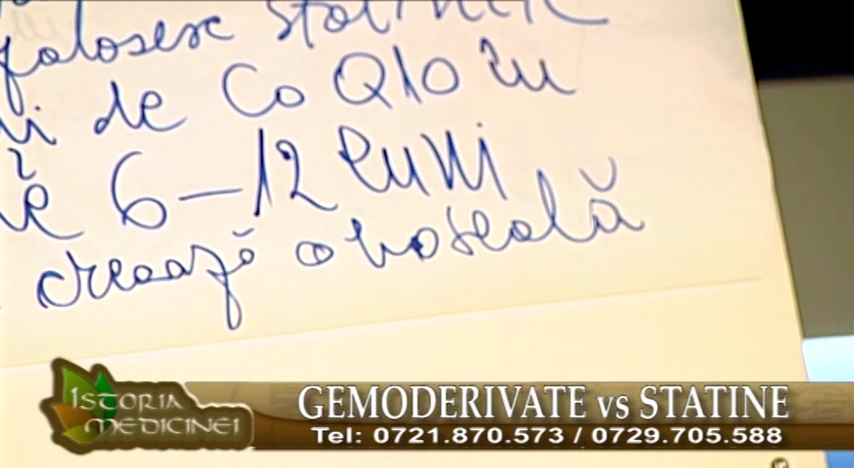 folosesc
de Co Q10 în
6-12 luni
creează oboseală
ISTORIA
MEDICINEI
GEMODERIVATE vs STATINE
Tel: 0721.870.573 / 0729.705.588